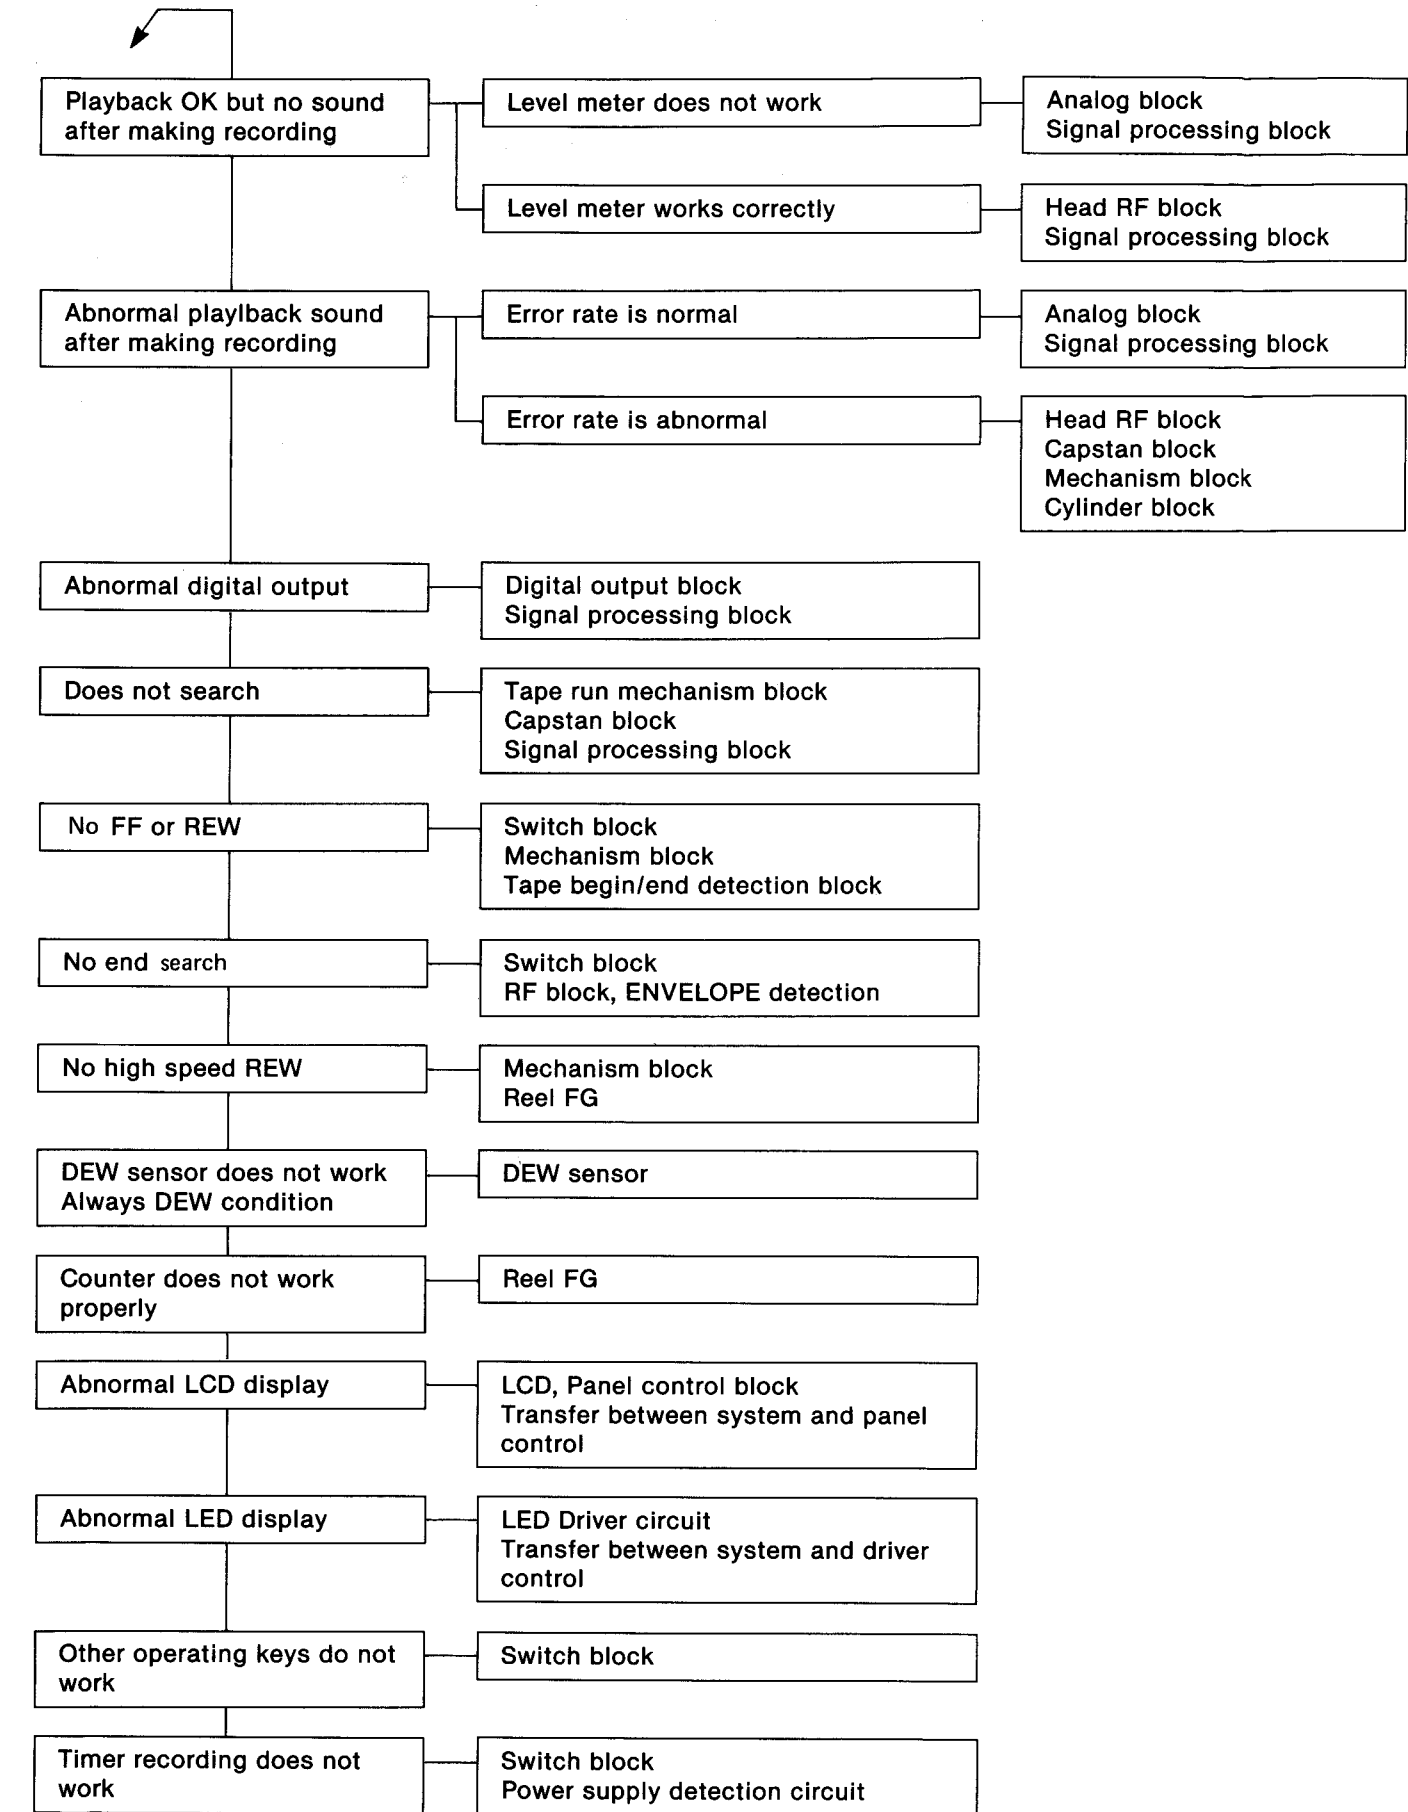 Playback OK but no sound
after making recording
Level meter does not work
Analog block
Signal processing block
Level meter works correctly
Head RF block
Signal processing block
Abnormal playlback sound
after making recording
Error rate is normal
Analog block
Signal processing block
Error rate is abnormal
Head RF block
Capstan block
Mechanism block
Cylinder block
Abnormal digital output
Digital output block
Signal processing block
Does not search
Tape run mechanism block
Capstan block
Signal processing block
No FF or REW
Switch block
Mechanism block
Tape begin/end detection block
No end search
Switch block
RF block, ENVELOPE detection
No high speed REW
Mechanism block
Reel FG
DEW sensor does not work
Always DEW condition
DEW sensor
Counter does not work
properly
Reel FG
Abnormal LCD display
LCD, Panel control block
Transfer between system and panel
control
Abnormal LED display
LED Driver circuit
Transfer between system and driver
control
Other operating keys do not
work
Switch block
Timer recording does not
work
Switch block
Power supply detection circuit